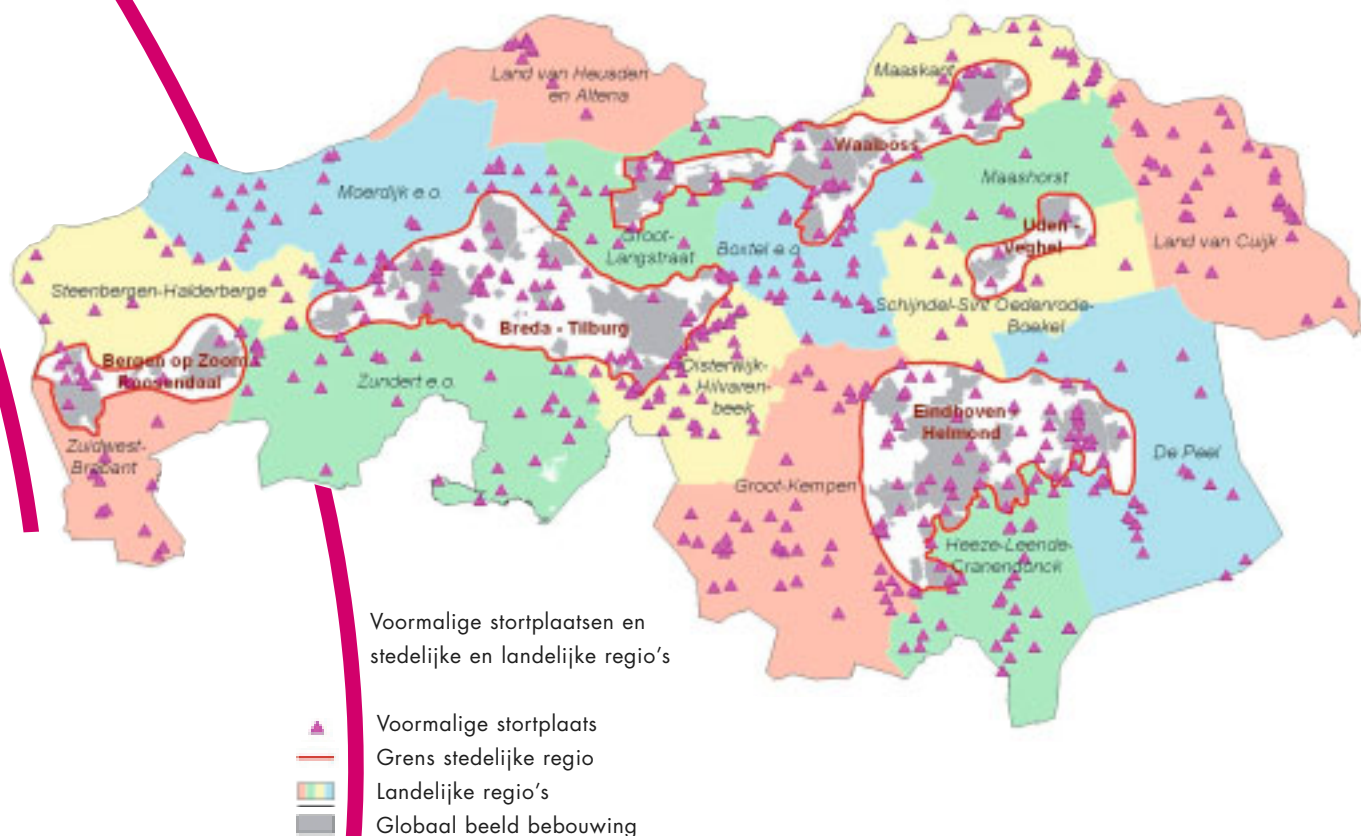 Land van Heusden
en Altena
Maaskant
Waalboss
Maashorst
Moerdijk e.o.
Uden -
Veghel
Groot-
Langstraat
Boxtel e.o.
Land van Cuijk
Steenbergen-Halderberge
Schijndel-Sint Oedenrode-
Boekel
Breda - Tilburg
Bergen op Zoom
Roosendaal
Zundert e.o.
Oisterwijk-
Hilvaren-
beek
Eindhoven -
Helmond
Zuidwest-
Brabant
De Peel
Groot-Kempen
Heeze-Leende-
Cranendonck
Voormalige stortplaatsen en
stedelijke en landelijke regio's
Voormalige stortplaats
Grens stedelijke regio
Landelijke regio's
Globaal beeld bebouwing